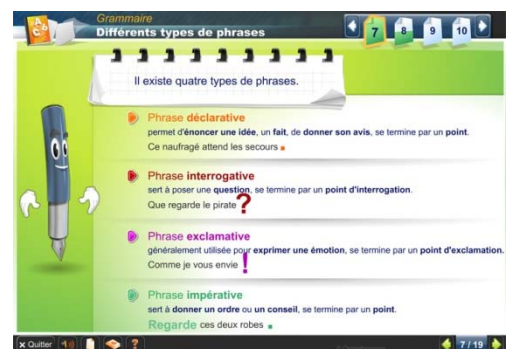 Grammaire
Différents types de phrases
7 8 9 10
Il existe quatre types de phrases.
Phrase déclarative
permet d'énoncer une idée, un fait, de donner son avis, se termine par un point.
Ce naufragé attend les secours .
Phrase interrogative
sert à poser une question, se termine par un point d'interrogation.
Que regarde le pirate ?
Phrase exclamative
généralement utilisée pour exprimer une émotion, se termine par un point d'exclamation.
Comme je vous envie !
Phrase impérative
sert à donner un ordre ou un conseil, se termine par un point.
Regarde ces deux robes .
x Quitter ? 7 / 19